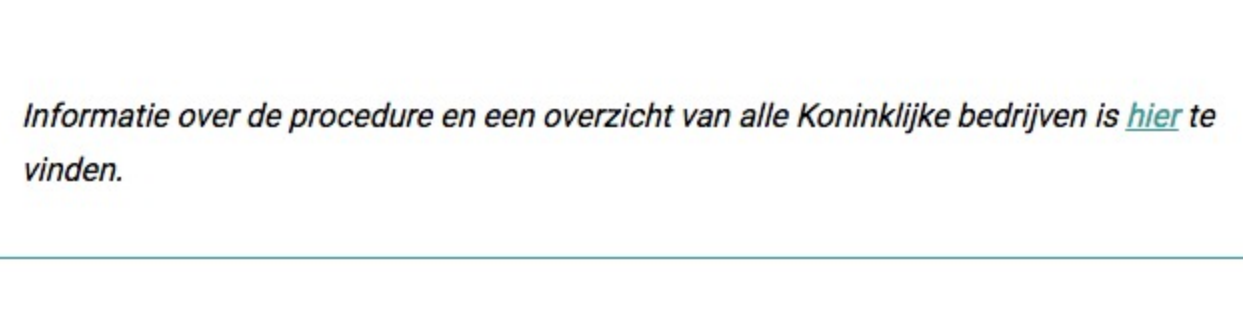 Informatie over de procedure en een overzicht van alle Koninklijke bedrijven is hier te
vinden.